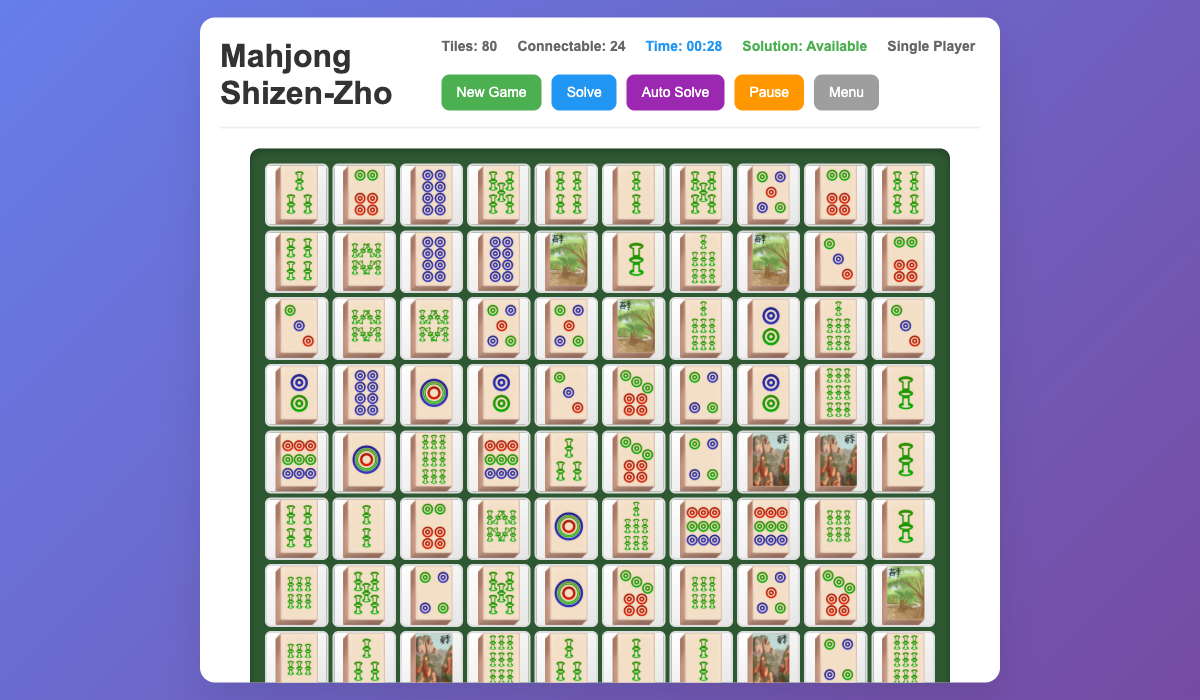 Mahjong
Shizen-Zho
Tiles: 80 Connectable: 24 Time: 00:28 Solution: Available Single Player
New Game Solve Auto Solve Pause Menu